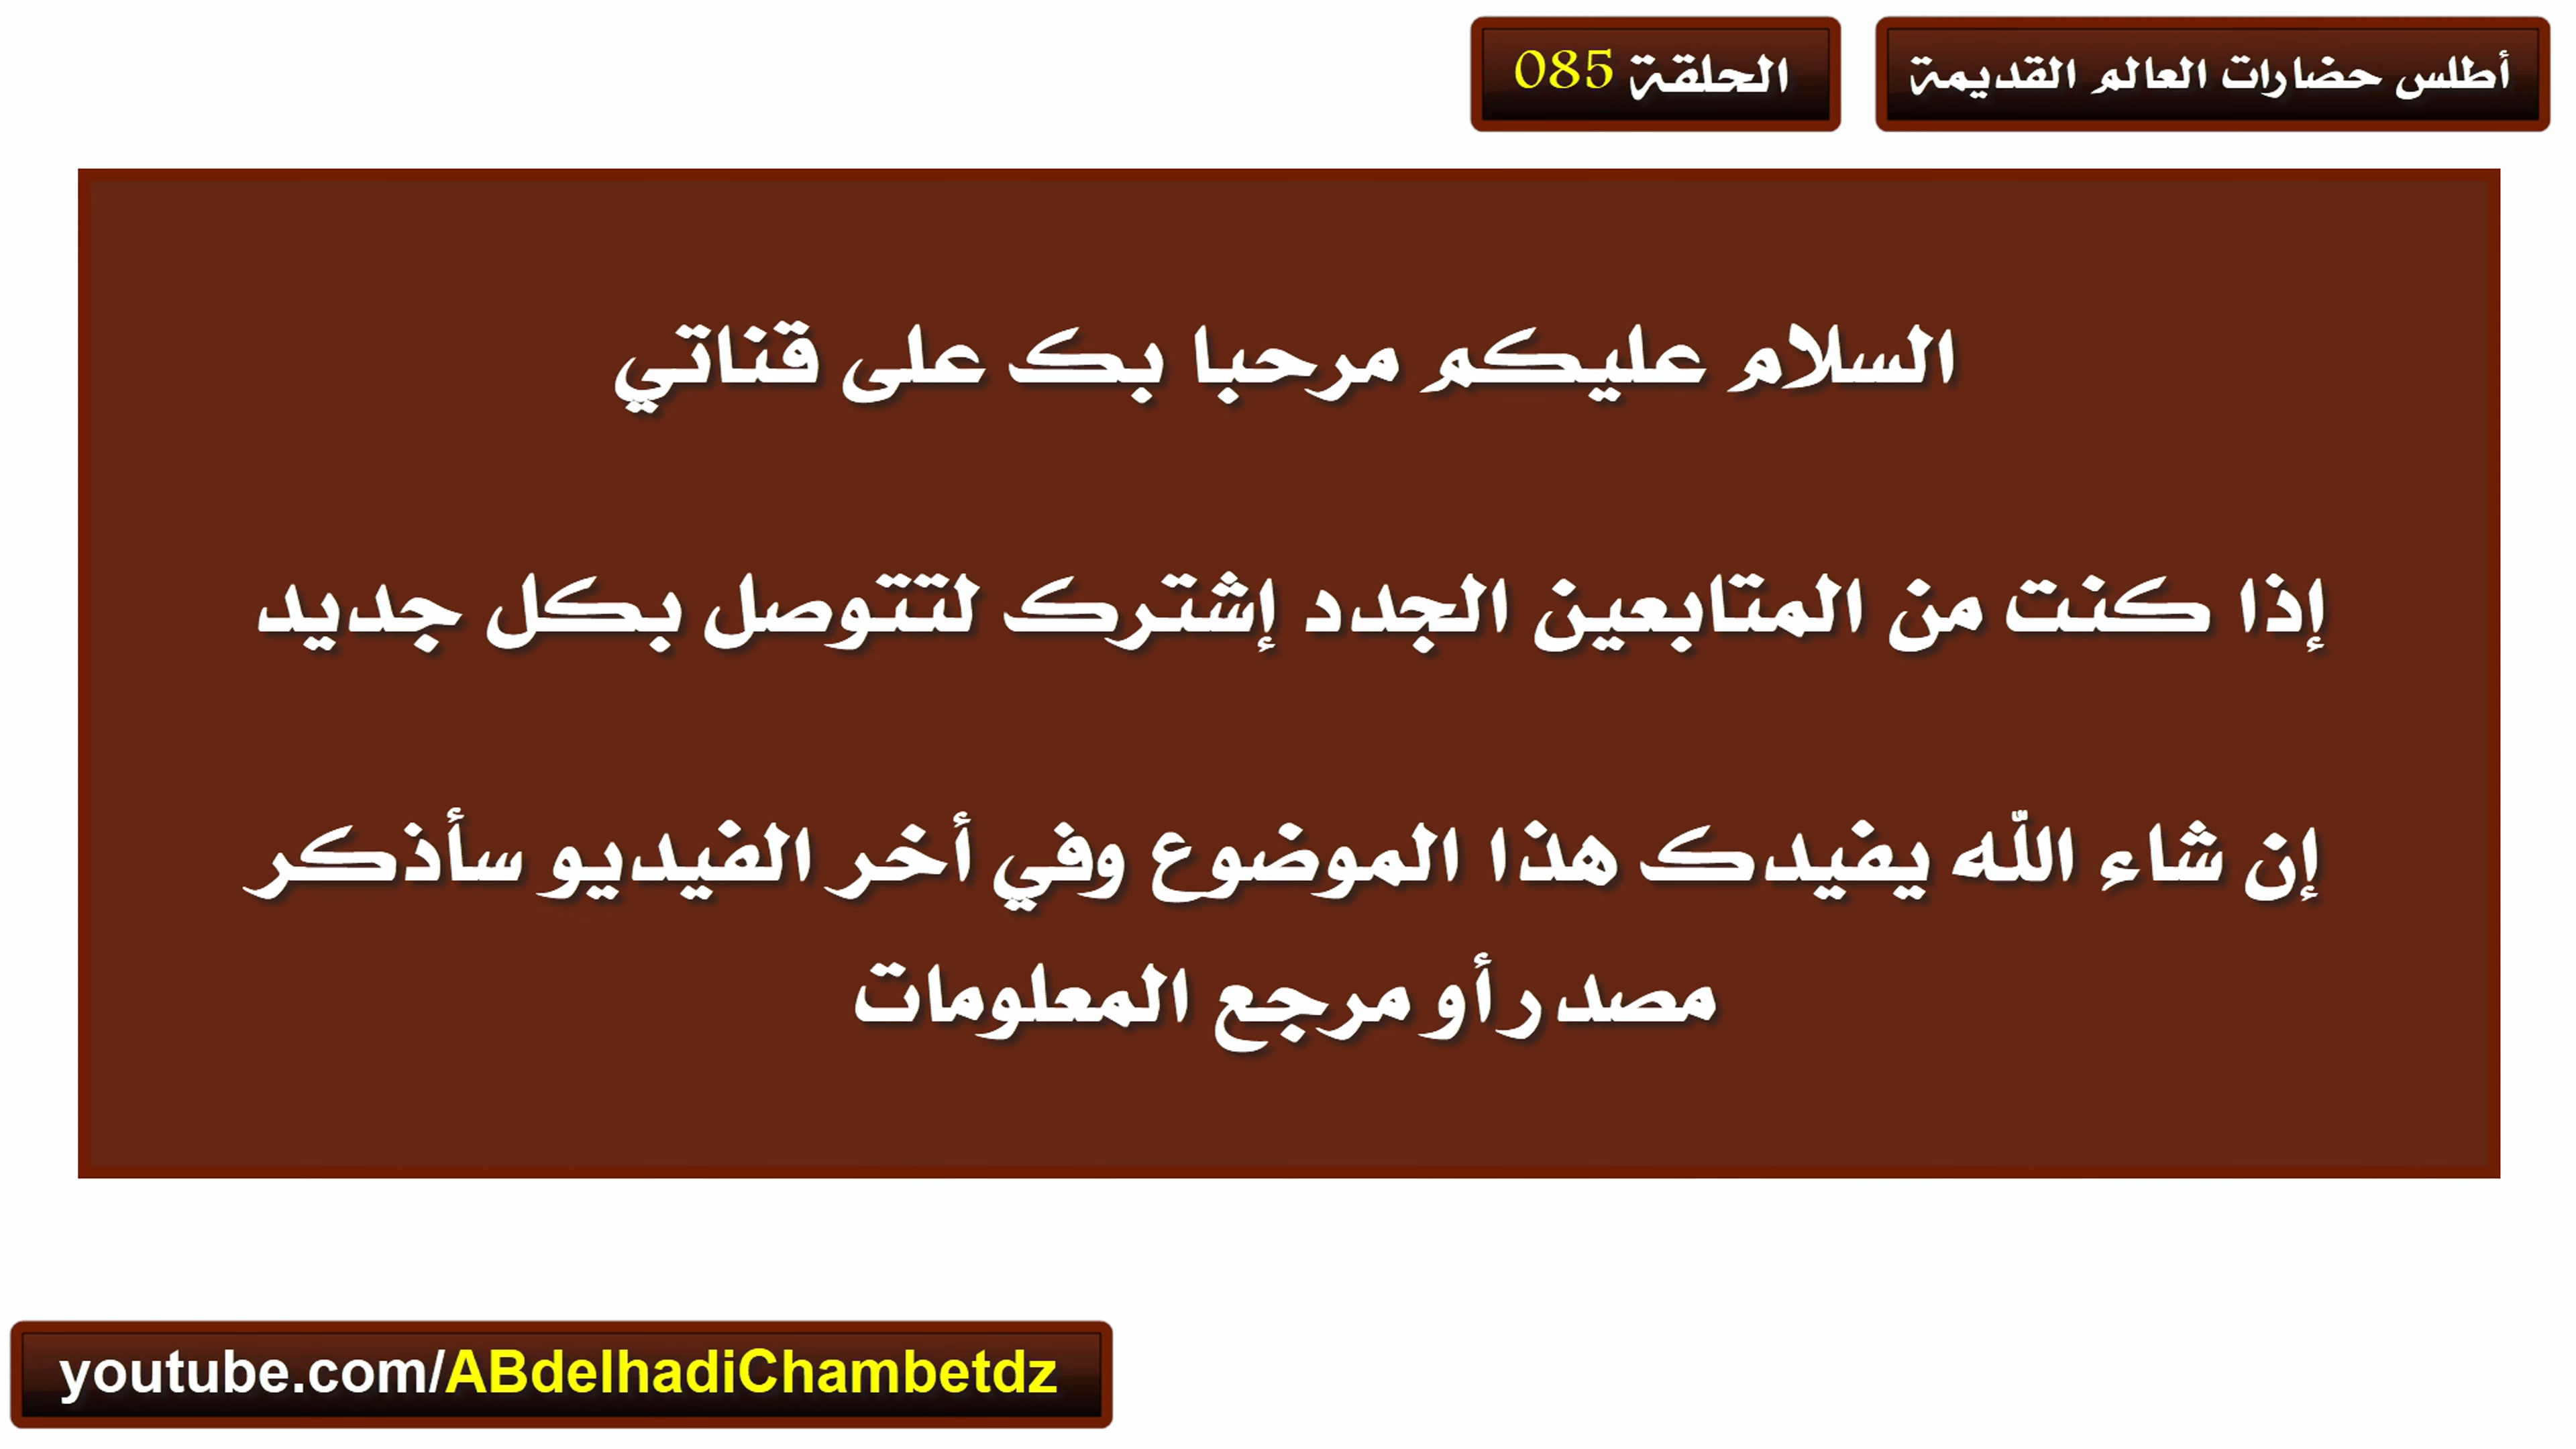 أطلس حضارات العالم القديمة
الحلقة 085
السلام عليكم مرحبا بك على قناتي
إذا كنت من المتابعين الجدد إشترك لتتوصل بكل جديد
إن شاء الله يفيدك هذا الموضوع وفي أخر الفيديو سأذكر
مصدر أو مرجع المعلومات
youtube.com/ABdelhadiChambetdz